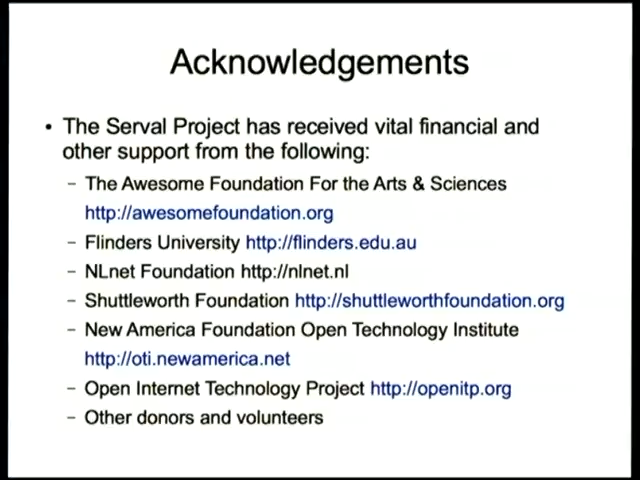 Acknowledgements
• The Serval Project has received vital financial and
other support from the following:
– The Awesome Foundation For the Arts & Sciences
http://awesomefoundation.org
– Flinders University http://flinders.edu.au
– NLnet Foundation http://nlnet.nl
– Shuttleworth Foundation http://shuttleworthfoundation.org
– New America Foundation Open Technology Institute
http://oti.newamerica.net
– Open Internet Technology Project http://openitp.org
– Other donors and volunteers